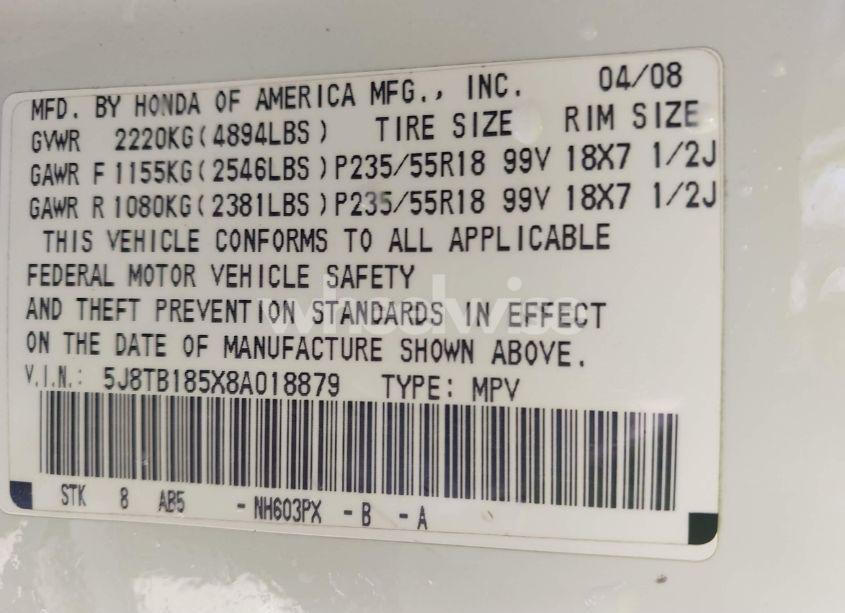 MFD. BY HONDA OF AMERICA MFG., INC. 04/08
GVWR 2220KG(4894LBS) TIRE SIZE RIM SIZE
GAWR F 1155KG(2546LBS) P235/55R18 99V 18X7 1/2J
GAWR R 1080KG(2381LBS) P235/55R18 99V 18X7 1/2J
THIS VEHICLE CONFORMS TO ALL APPLICABLE
FEDERAL MOTOR VEHICLE SAFETY
AND THEFT PREVENTION STANDARDS IN EFFECT
ON THE DATE OF MANUFACTURE SHOWN ABOVE.
V.I.N.: 5J8TB185X8A018879 TYPE: MPV
STK 8 AB5 -NH603PX -B -A